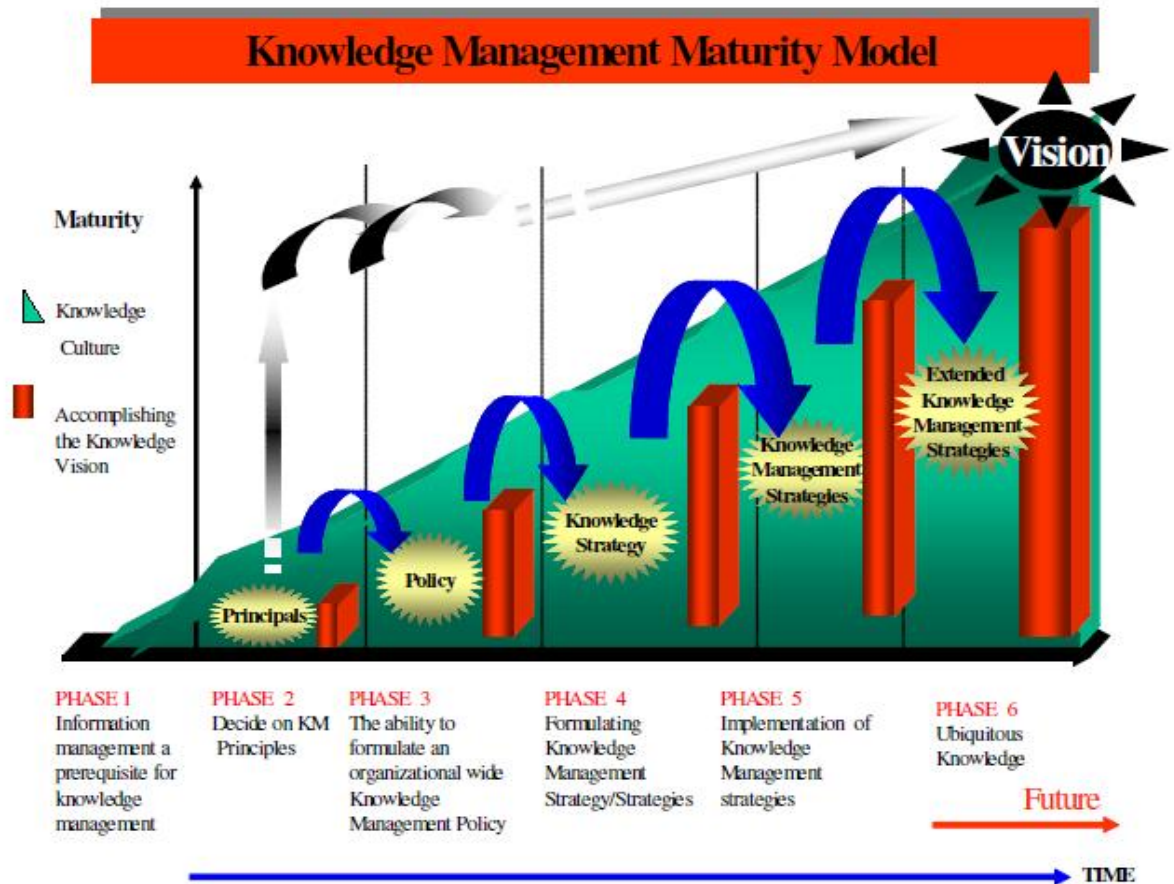 Knowledge Management Maturity Model
Vision
Maturity
Knowledge
Culture
Accomplishing
the Knowledge
Vision
Principals
Policy
Knowledge
Strategy
Knowledge
Management
Strategies
Extended
Knowledge
Management
Strategies
PHASE 1
Information
management a
prerequisite for
knowledge
management
PHASE 2
Decide on KM
Principles
PHASE 3
The ability to
formulate an
organizational wide
Knowledge
Management Policy
PHASE 4
Formulating
Knowledge
Management
Strategy/Strategies
PHASE 5
Implementation of
Knowledge
Management
strategies
PHASE 6
Ubiquitous
Knowledge
Future
TIME